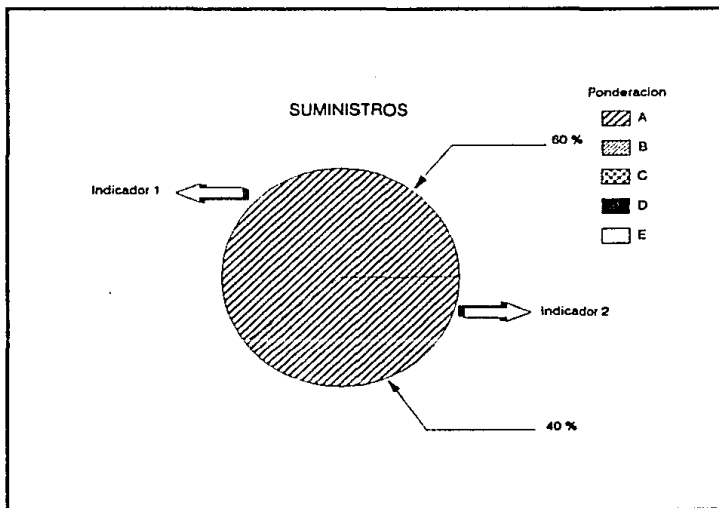 SUMINISTROS
Ponderacion
A
B
C
D
E
60 %
Indicador 1
Indicador 2
40 %